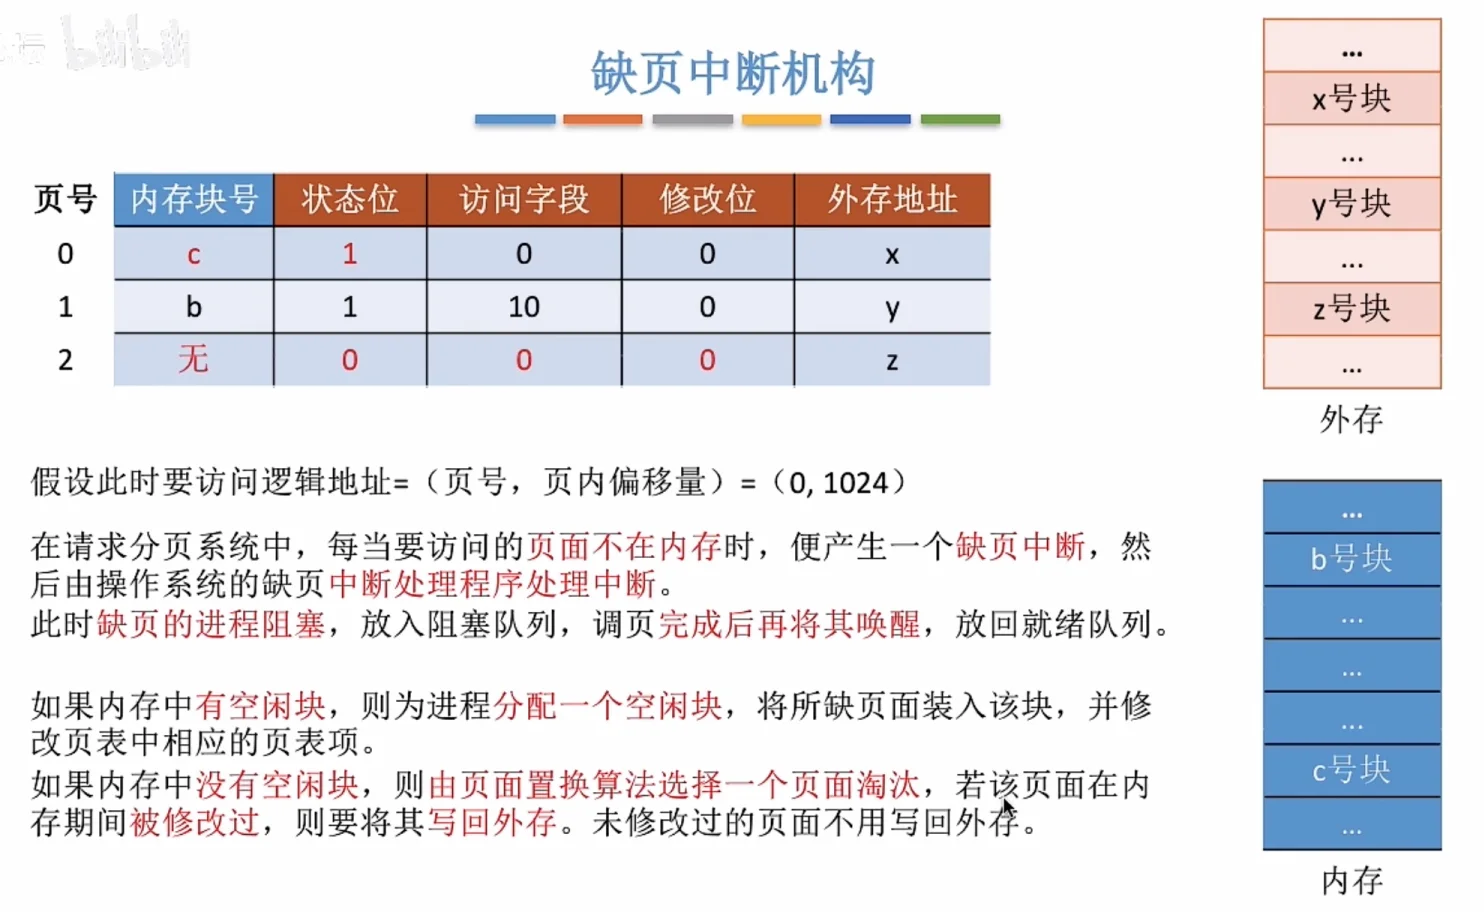 bilibili
缺页中断机构
页号 内存块号 状态位 访问字段 修改位 外存地址
0 c 1 0 0 x
1 b 1 10 0 y
2 无 0 0 0 z
假设此时要访问逻辑地址=（页号，页内偏移量）=（0, 1024）
在请求分页系统中，每当要访问的页面不在内存时，便产生一个缺页中断，然
后由操作系统的缺页中断处理程序处理中断。
此时缺页的进程阻塞，放入阻塞队列，调页完成后再将其唤醒，放回就绪队列。
如果内存中有空闲块，则为进程分配一个空闲块，将所缺页面装入该块，并修
改页表中相应的页表项。
如果内存中没有空闲块，则由页面置换算法选择一个页面淘汰，若该页面在内
存期间被修改过，则要将其写回外存。未修改过的页面不用写回外存。
...
x号块
...
y号块
...
z号块
...
外存
...
b号块
...
...
...
c号块
...
内存